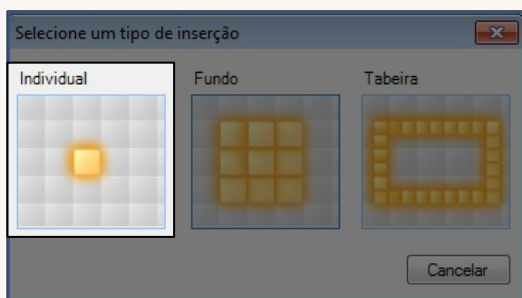 Selecione um tipo de inserção
Individual
Fundo
Tabeira
Cancelar